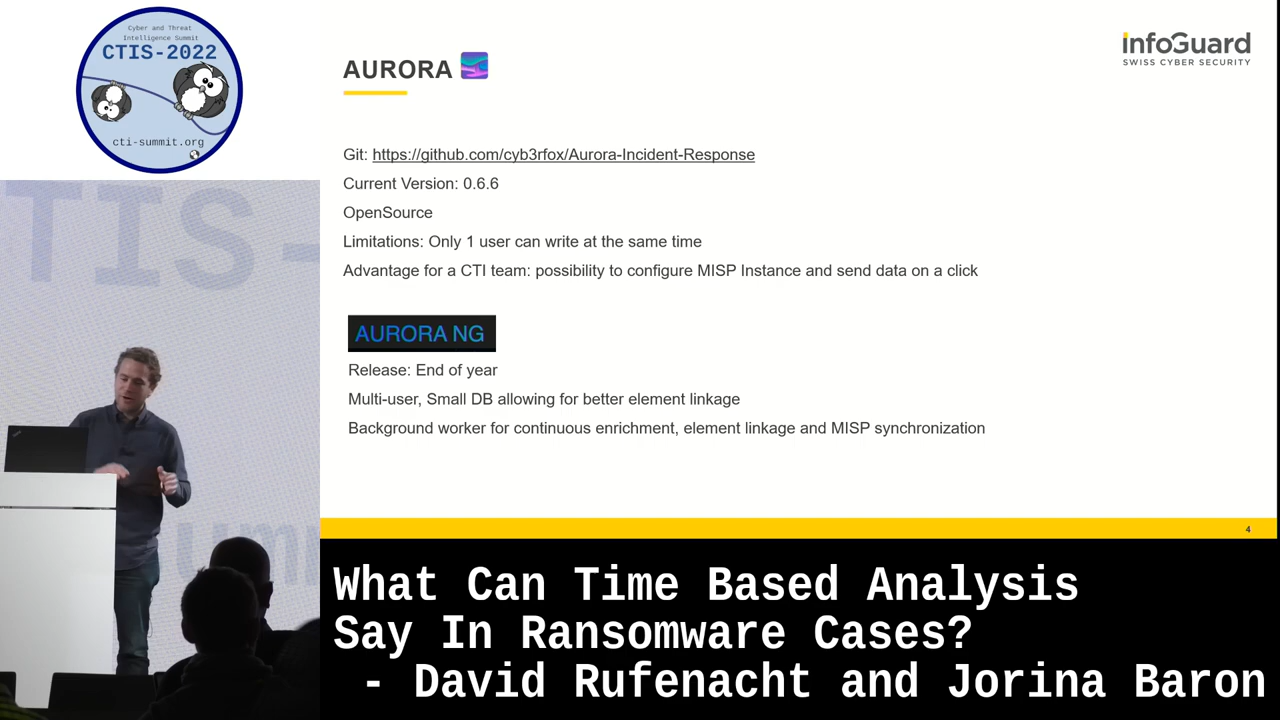 Cyber and Threat
Intelligence Summit
CTIS-2022
cti-summit.org
infoGuard
SWISS CYBER SECURITY
AURORA
Git: https://github.com/cyb3rfox/Aurora-Incident-Response
Current Version: 0.6.6
OpenSource
Limitations: Only 1 user can write at the same time
Advantage for a CTI team: possibility to configure MISP Instance and send data on a click
AURORA NG
Release: End of year
Multi-user, Small DB allowing for better element linkage
Background worker for continuous enrichment, element linkage and MISP synchronization
4
TIS-
umm
What Can Time Based Analysis
Say In Ransomware Cases?
- David Rufenacht and Jorina Baron